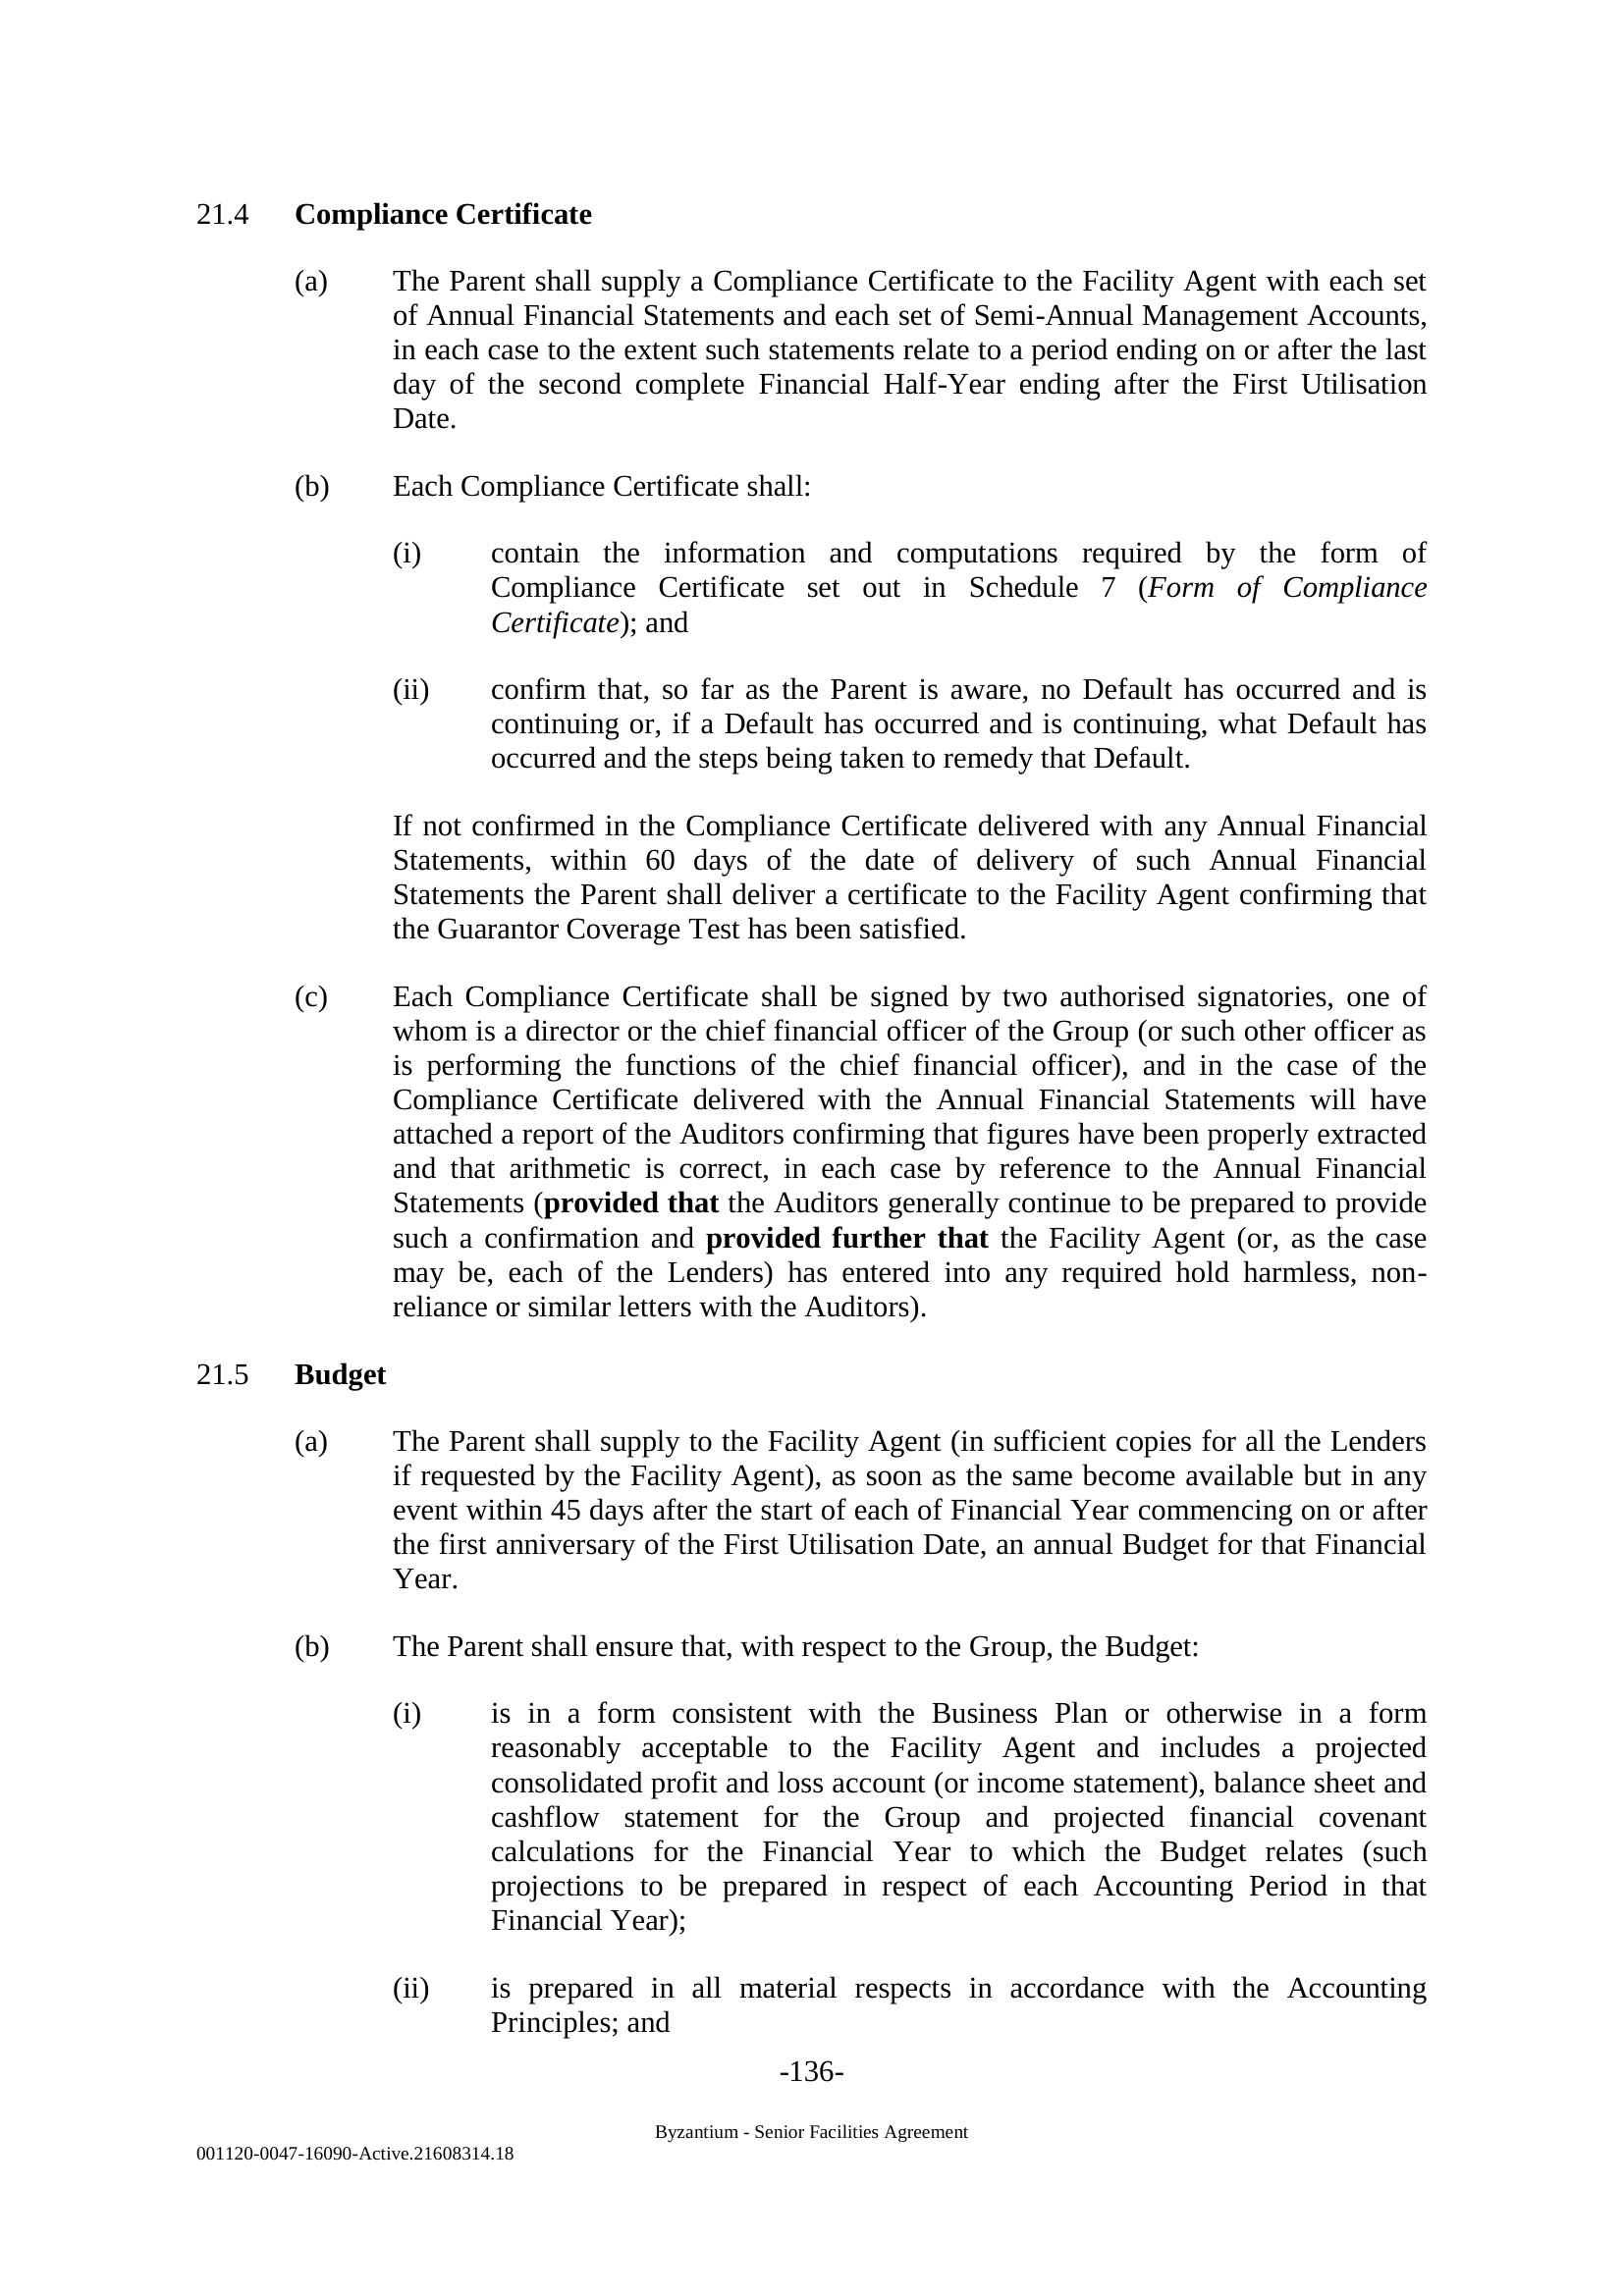 21.4 Compliance Certificate
(a) The Parent shall supply a Compliance Certificate to the Facility Agent with each set
of Annual Financial Statements and each set of Semi-Annual Management Accounts,
in each case to the extent such statements relate to a period ending on or after the last
day of the second complete Financial Half-Year ending after the First Utilisation
Date.
(b) Each Compliance Certificate shall:
(i) contain the information and computations required by the form of
Compliance Certificate set out in Schedule 7 (Form of Compliance
Certificate); and
(ii) confirm that, so far as the Parent is aware, no Default has occurred and is
continuing or, if a Default has occurred and is continuing, what Default has
occurred and the steps being taken to remedy that Default.
If not confirmed in the Compliance Certificate delivered with any Annual Financial
Statements, within 60 days of the date of delivery of such Annual Financial
Statements the Parent shall deliver a certificate to the Facility Agent confirming that
the Guarantor Coverage Test has been satisfied.
(c) Each Compliance Certificate shall be signed by two authorised signatories, one of
whom is a director or the chief financial officer of the Group (or such other officer as
is performing the functions of the chief financial officer), and in the case of the
Compliance Certificate delivered with the Annual Financial Statements will have
attached a report of the Auditors confirming that figures have been properly extracted
and that arithmetic is correct, in each case by reference to the Annual Financial
Statements (provided that the Auditors generally continue to be prepared to provide
such a confirmation and provided further that the Facility Agent (or, as the case
may be, each of the Lenders) has entered into any required hold harmless, non-
reliance or similar letters with the Auditors).
21.5 Budget
(a) The Parent shall supply to the Facility Agent (in sufficient copies for all the Lenders
if requested by the Facility Agent), as soon as the same become available but in any
event within 45 days after the start of each of Financial Year commencing on or after
the first anniversary of the First Utilisation Date, an annual Budget for that Financial
Year.
(b) The Parent shall ensure that, with respect to the Group, the Budget:
(i) is in a form consistent with the Business Plan or otherwise in a form
reasonably acceptable to the Facility Agent and includes a projected
consolidated profit and loss account (or income statement), balance sheet and
cashflow statement for the Group and projected financial covenant
calculations for the Financial Year to which the Budget relates (such
projections to be prepared in respect of each Accounting Period in that
Financial Year);
(ii) is prepared in all material respects in accordance with the Accounting
Principles; and
-136-
Byzantium - Senior Facilities Agreement
001120-0047-16090-Active.21608314.18